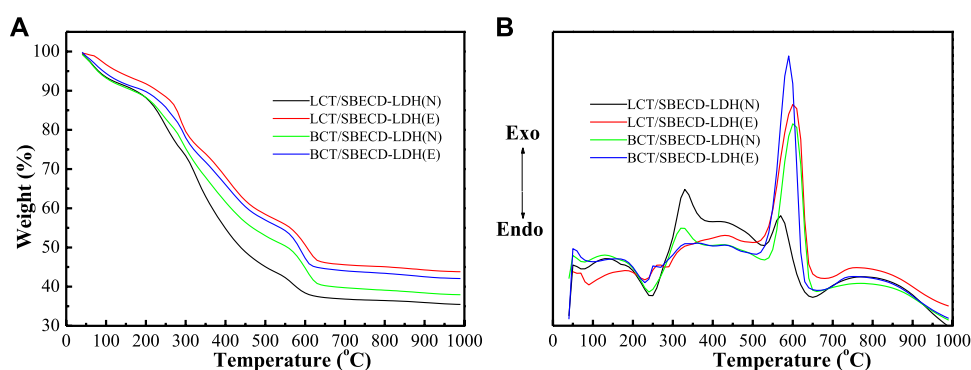 A
100
90
80
70
60
50
40
30
Weight (%)
LCT/SBECD-LDH(N)
LCT/SBECD-LDH(E)
BCT/SBECD-LDH(N)
BCT/SBECD-LDH(E)
0 100 200 300 400 500 600 700 800 900 1000
Temperature (°C)
B
Exo
Endo
LCT/SBECD-LDH(N)
LCT/SBECD-LDH(E)
BCT/SBECD-LDH(N)
BCT/SBECD-LDH(E)
0 100 200 300 400 500 600 700 800 900 1000
Temperature (°C)